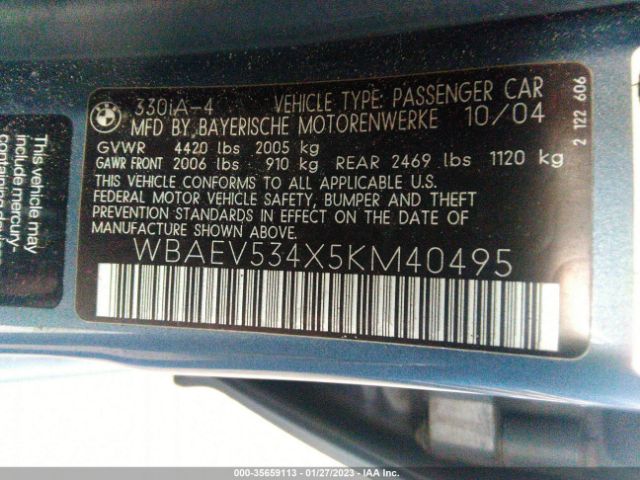 330iA-4 VEHICLE TYPE: PASSENGER CAR
MFD BY BAYERISCHE MOTORENWERKE 10/04
GVWR 4420 lbs 2005 kg
GAWR FRONT 2006 lbs 910 kg REAR 2469 lbs 1120 kg
THIS VEHICLE CONFORMS TO ALL APPLICABLE U.S.
FEDERAL MOTOR VEHICLE SAFETY, BUMPER AND THEFT
PREVENTION STANDARDS IN EFFECT ON THE DATE OF
MANUFACTURE SHOWN ABOVE.
WBAEV534X5KM40495
2 122 606
This vehicle may
include mercury-
containing devices
000-35659113 - 01/27/2023 - IAA Inc.